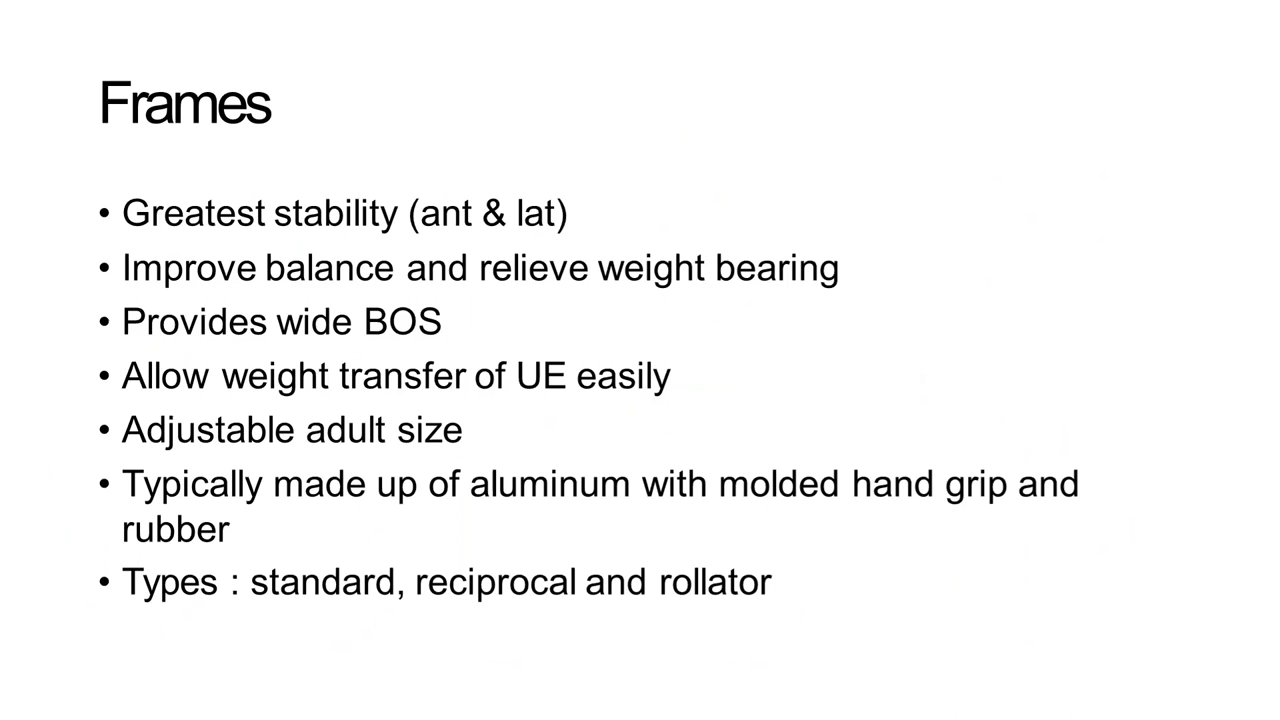 Frames
• Greatest stability (ant & lat)
• Improve balance and relieve weight bearing
• Provides wide BOS
• Allow weight transfer of UE easily
• Adjustable adult size
• Typically made up of aluminum with molded hand grip and
rubber
• Types : standard, reciprocal and rollator